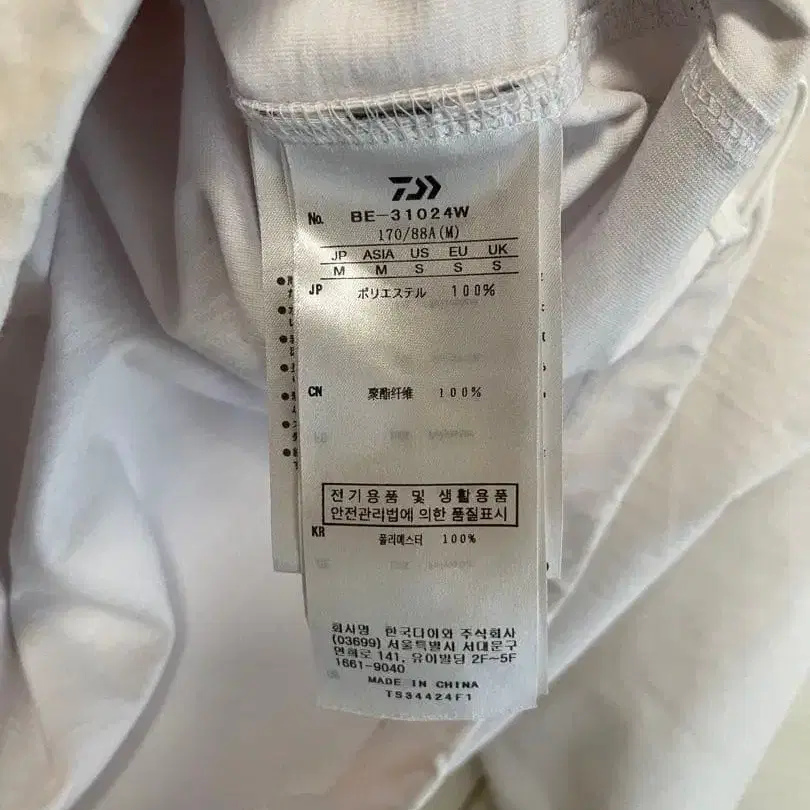 No. BE-31024W
170/88A(M)
JP ASIA US EU UK
M M S S S
JP ポリエステル 100%
CN 聚酯纤维 100%
전기용품 및 생활용품
안전관리법에 의한 품질표시
KR 폴리에스터 100%
회사명 한국다이와 주식회사
(03699) 서울특별시 서대문구
연희로 141, 유이빌딩 2F~5F
1661-9040
MADE IN CHINA
TS34424F1